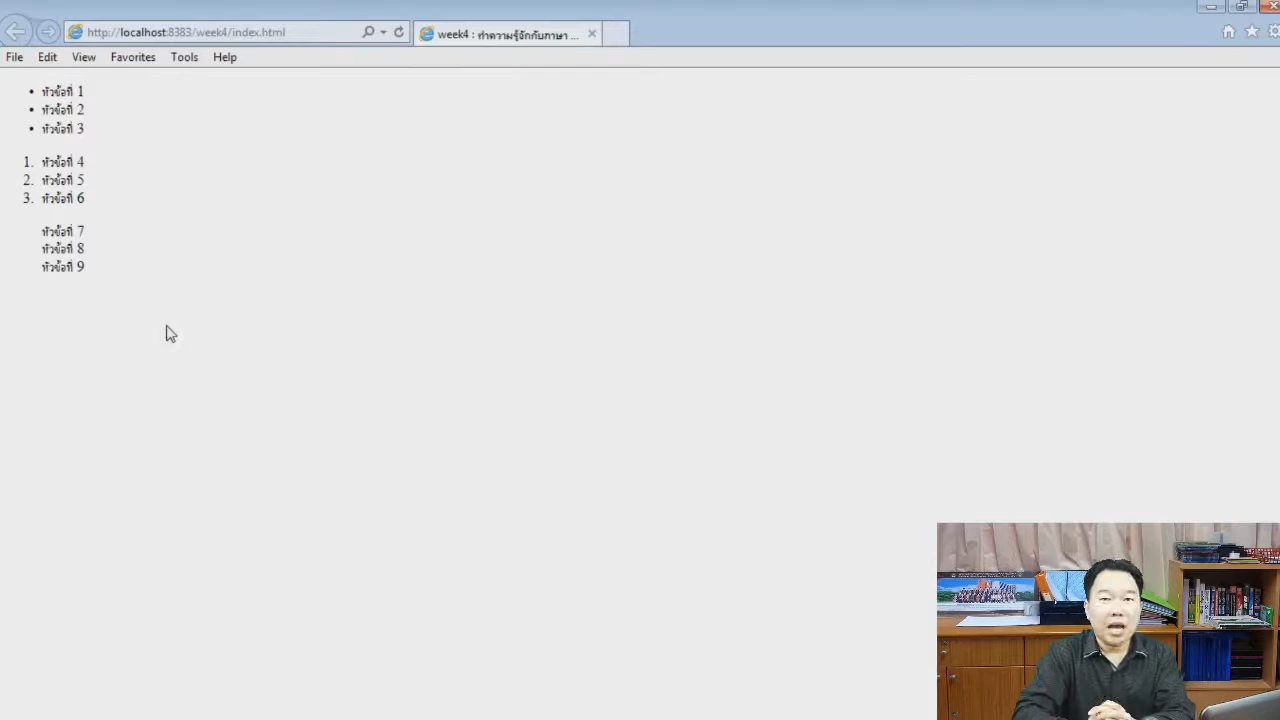 http://localhost:8383/week4/index.html
week4 : ทำความรู้จักกับภาษา ...
File Edit View Favorites Tools Help
• หัวข้อที่ 1
• หัวข้อที่ 2
• หัวข้อที่ 3
1. หัวข้อที่ 4
2. หัวข้อที่ 5
3. หัวข้อที่ 6
หัวข้อที่ 7
หัวข้อที่ 8
หัวข้อที่ 9